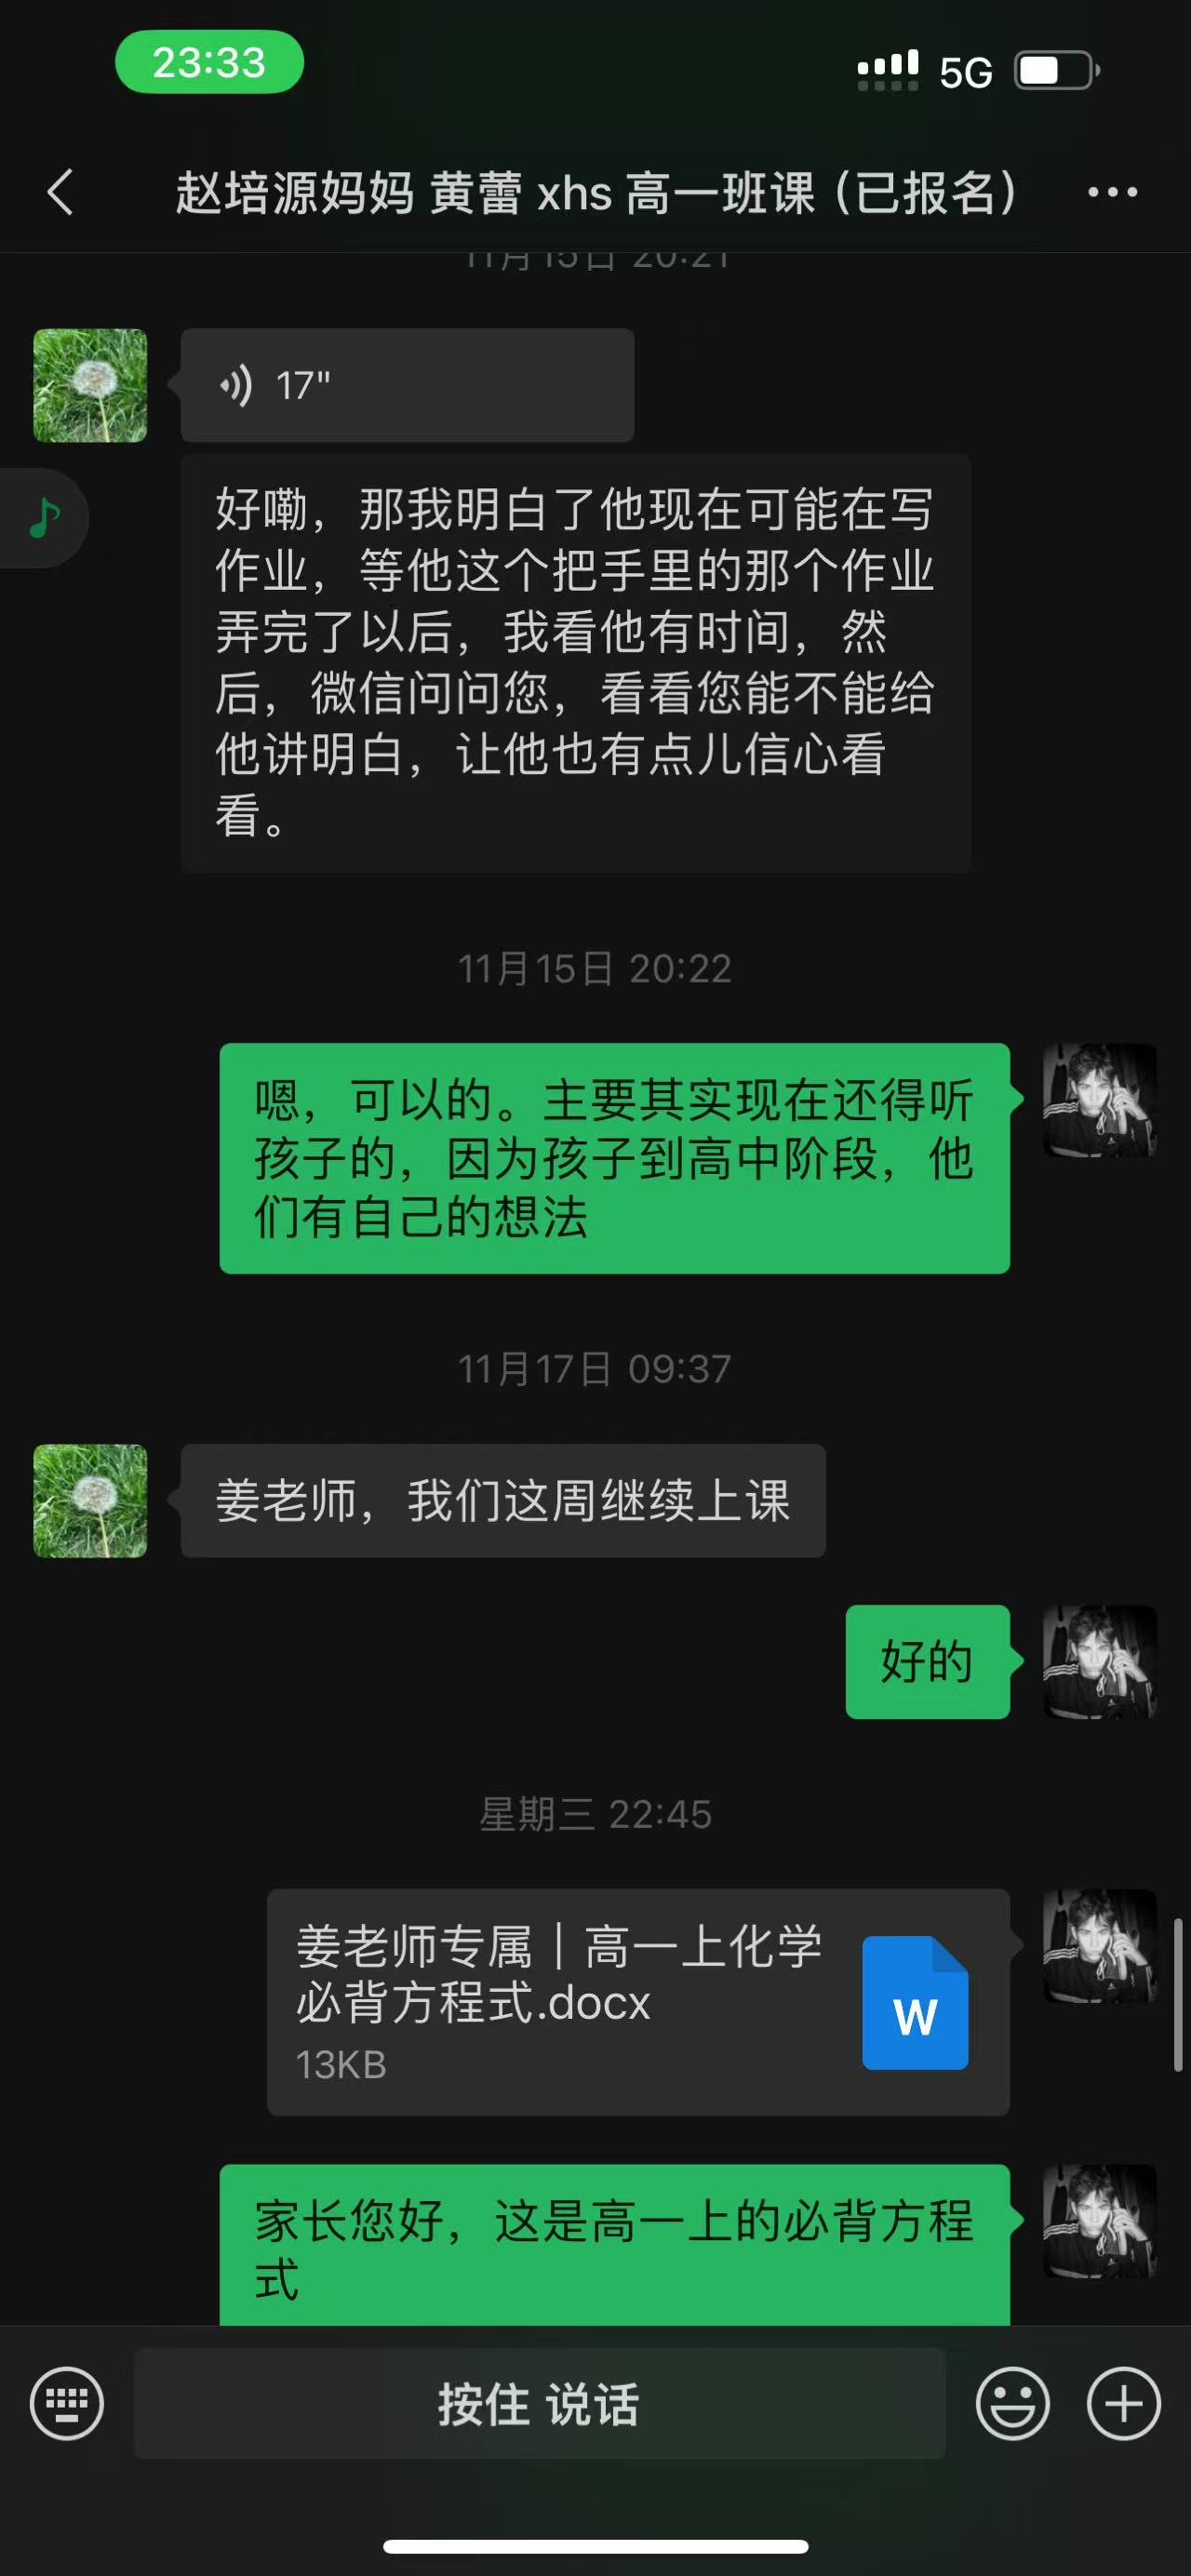 23:33
5G
赵培源妈妈 黄蕾 xhs 高一班课（已报名）
11月15日 20:21
17"
好嘞，那我明白了他现在可能在写
作业，等他这个把手里的那个作业
弄完了以后，我看他有时间，然
后，微信问问您，看看您能不能给
他讲明白，让他也有点儿信心看
看。
11月15日 20:22
嗯，可以的。主要其实现在还得听
孩子的，因为孩子到高中阶段，他
们有自己的想法
11月17日 09:37
姜老师，我们这周继续上课
好的
星期三 22:45
姜老师专属｜高一上化学
必背方程式.docx
W
13KB
家长您好，这是高一上的必背方程
式
按住 说话